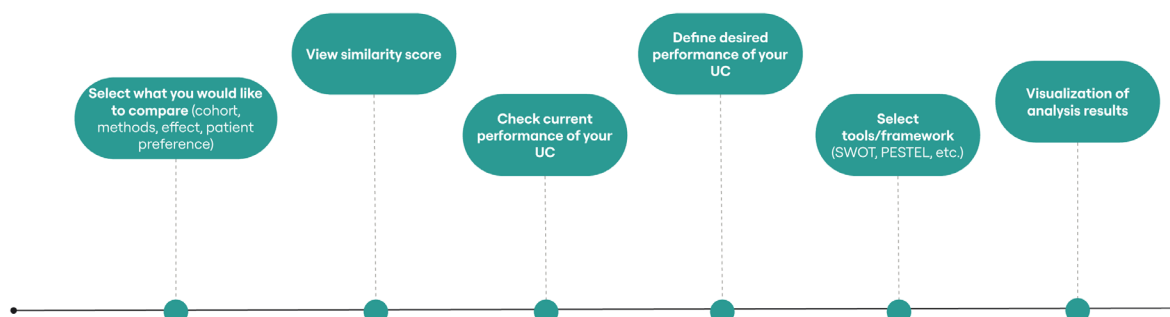 Select what you would like
to compare (cohort,
methods, effect, patient
preference)
View similarity score
Check current
performance of your
UC
Define desired
performance of your
UC
Select
tools/framework
(SWOT, PESTEL, etc.)
Visualization of
analysis results